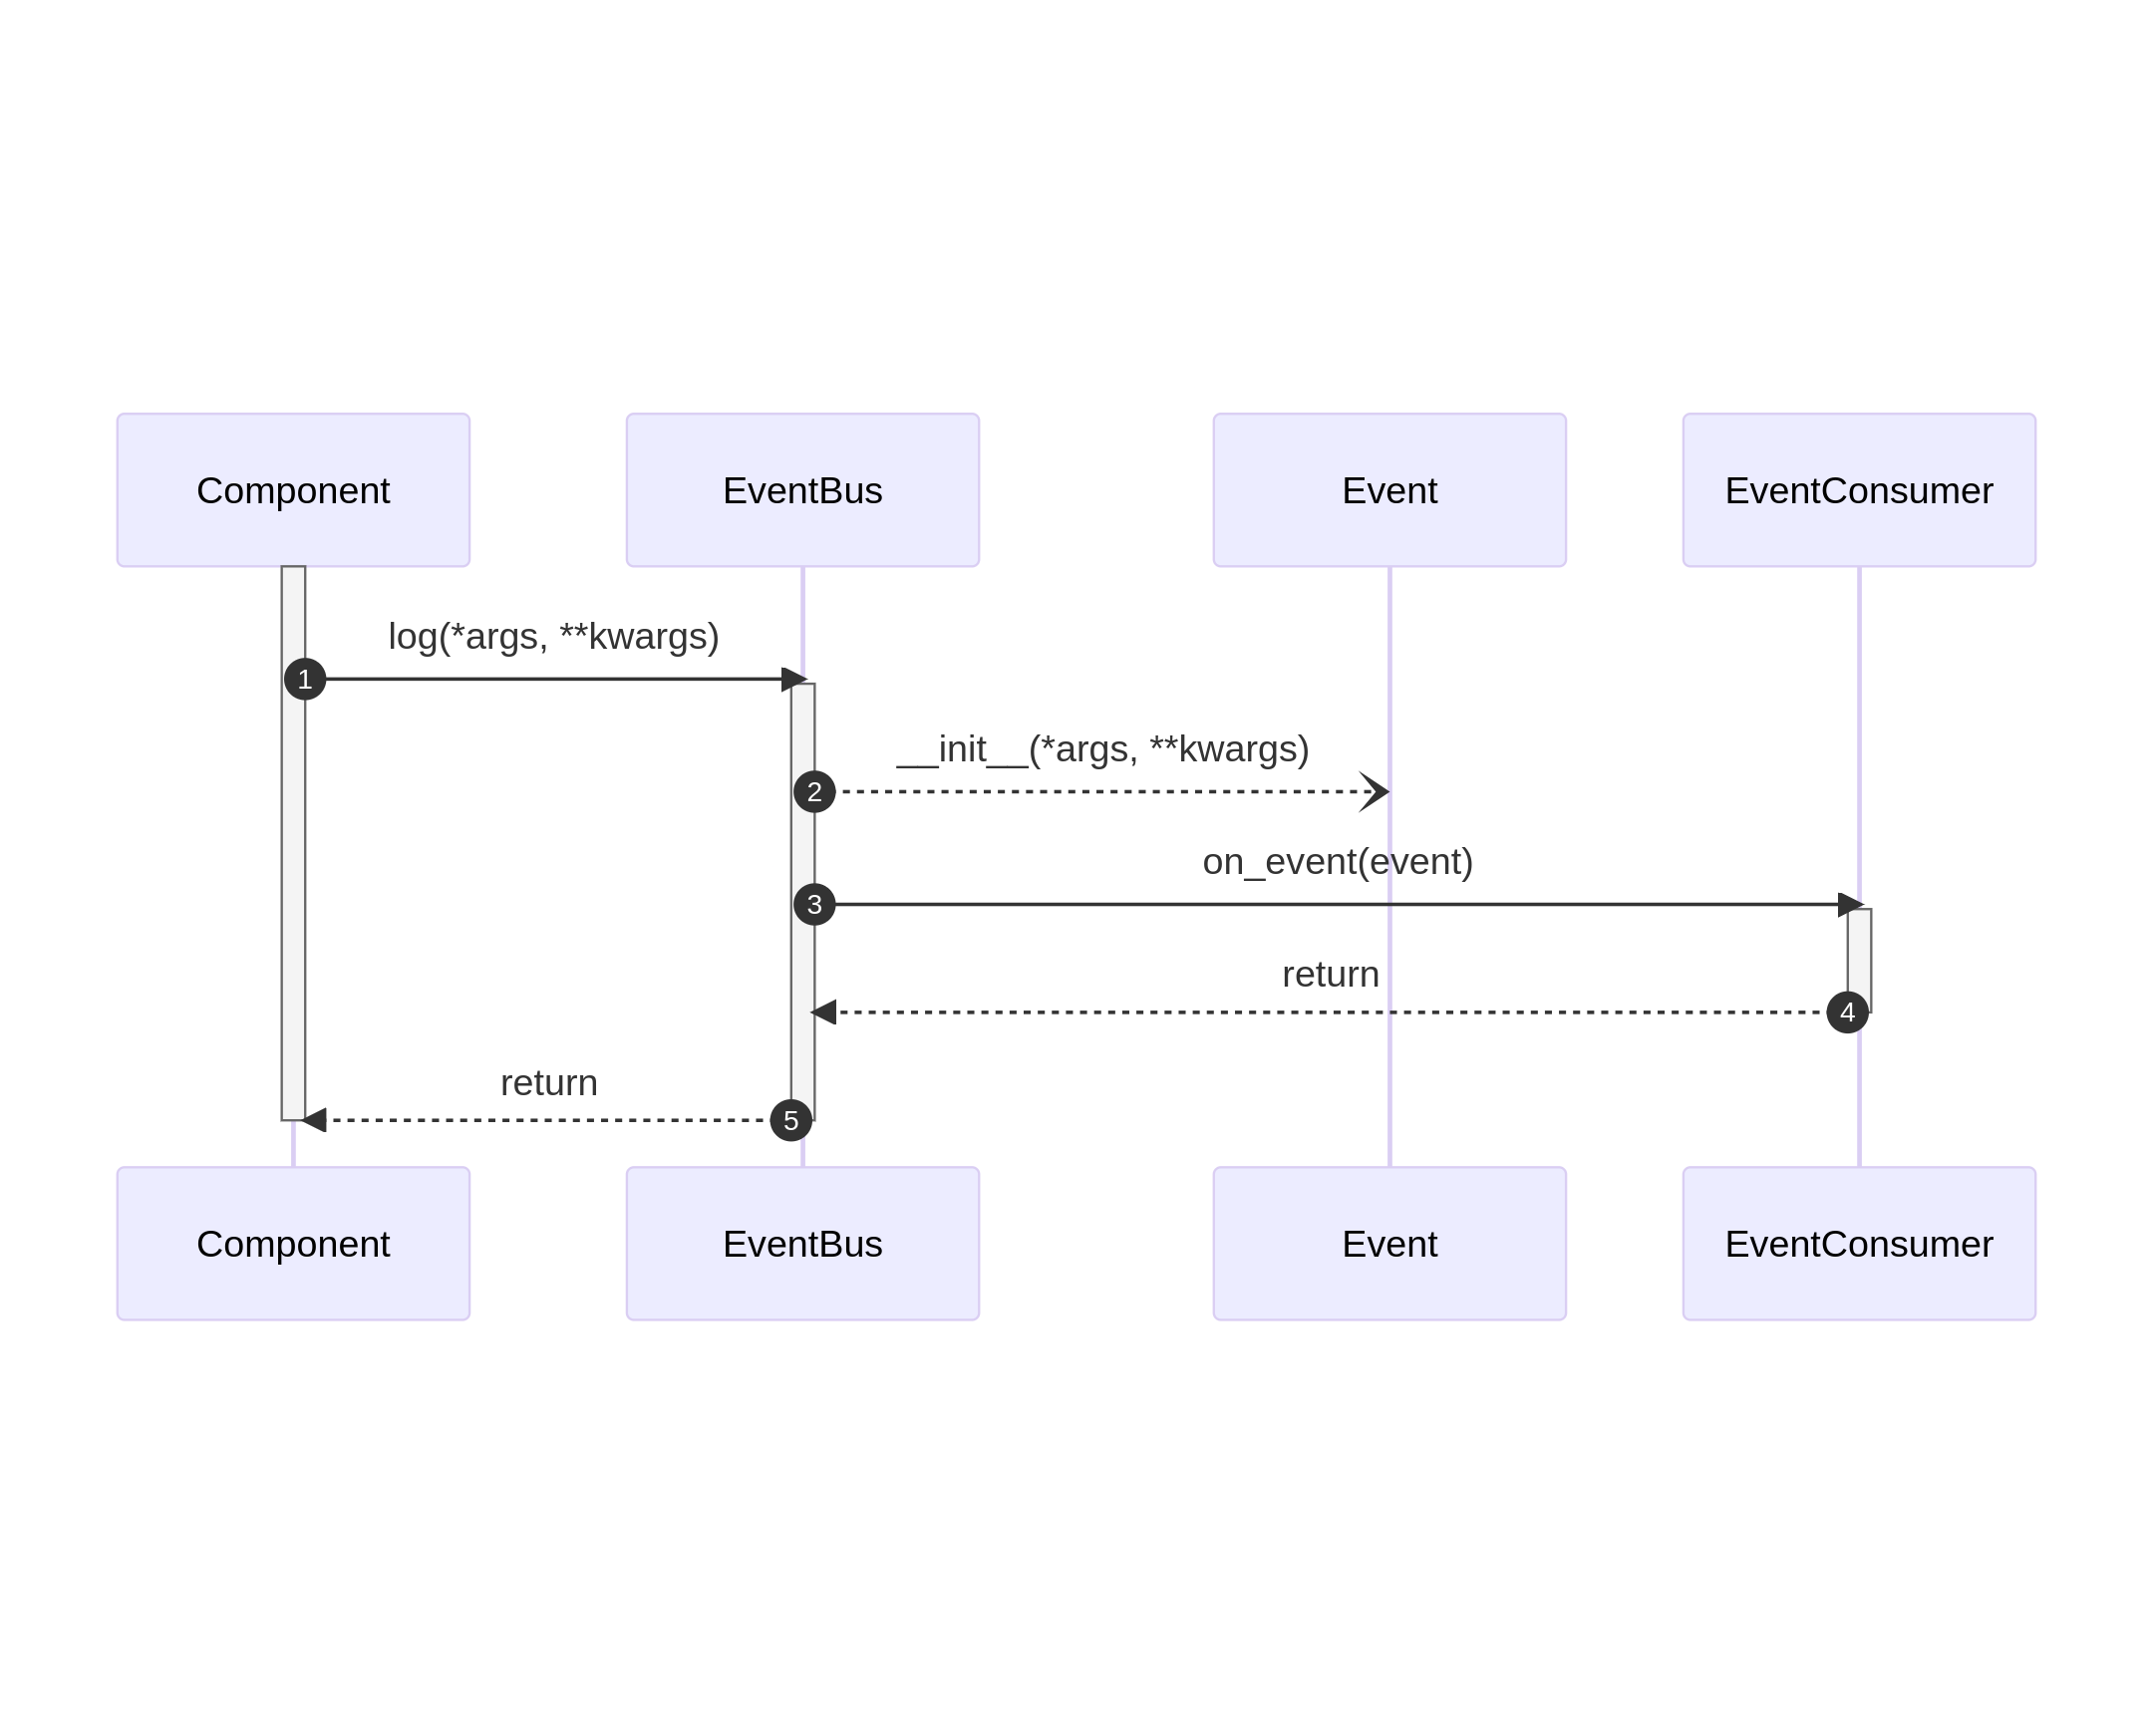 Component
EventBus
Event
EventConsumer
log(*args, **kwargs)
1
__init__(*args, **kwargs)
2
on_event(event)
3
return
4
return
5
Component
EventBus
Event
EventConsumer